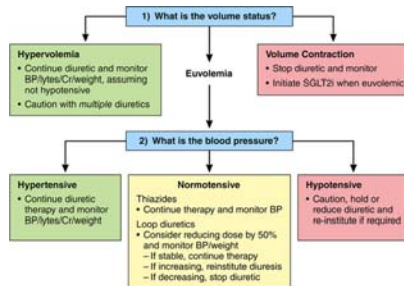 1) What is the volume status?
Hypervolemia
• Continue diuretic and monitor
BP/lytes/Cr/weight, assuming
not hypotensive
• Caution with multiple diuretics
Euvolemia
Volume Contraction
• Stop diuretic and monitor
• Initiate SGLT2i when euvolemic
2) What is the blood pressure?
Hypertensive
• Continue diuretic
therapy and monitor
BP/lytes/Cr/weight
Normotensive
Thiazides
• Continue therapy and monitor BP
Loop diuretics
• Consider reducing dose by 50%
and monitor BP/weight
– If stable, continue therapy
– If increasing, reinstitute diuresis
– If decreasing, stop diuretic
Hypotensive
• Caution, hold or
reduce diuretic and
re-institute if required